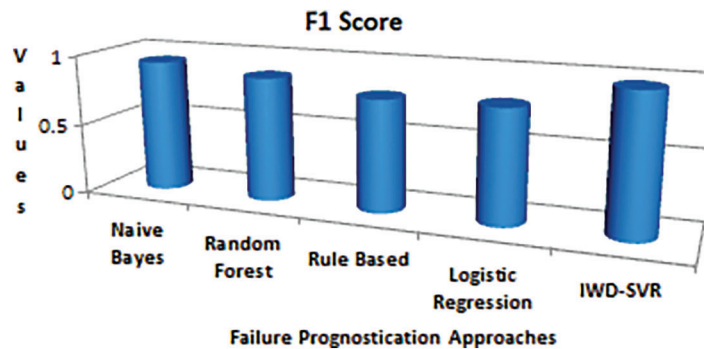 F1 Score
Values
1
0.5
0
Naive
Bayes
Random
Forest
Rule Based
Logistic
Regression
IWD-SVR
Failure Prognostication Approaches